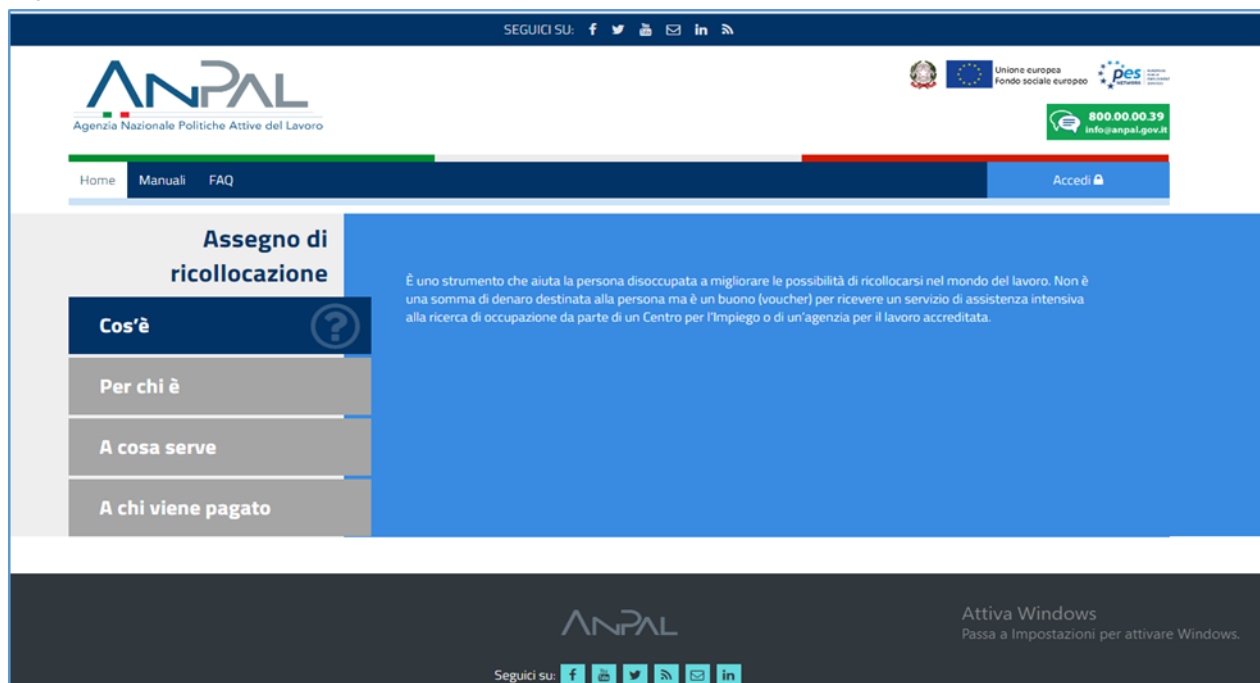 SEGUICI SU:
ANPAL
Agenzia Nazionale Politiche Attive del Lavoro
Unione europea
Fondo sociale europeo
pes
NETWORK
800.00.00.39
info@anpal.gov.it
Home Manuali FAQ Accedi
Assegno di
ricollocazione
Cos'è
Per chi è
A cosa serve
A chi viene pagato
È uno strumento che aiuta la persona disoccupata a migliorare le possibilità di ricollocarsi nel mondo del lavoro. Non è
una somma di denaro destinata alla persona ma è un buono (voucher) per ricevere un servizio di assistenza intensiva
alla ricerca di occupazione da parte di un Centro per l'Impiego o di un'agenzia per il lavoro accreditata.
ANPAL
Attiva Windows
Passa a Impostazioni per attivare Windows.
Seguici su: